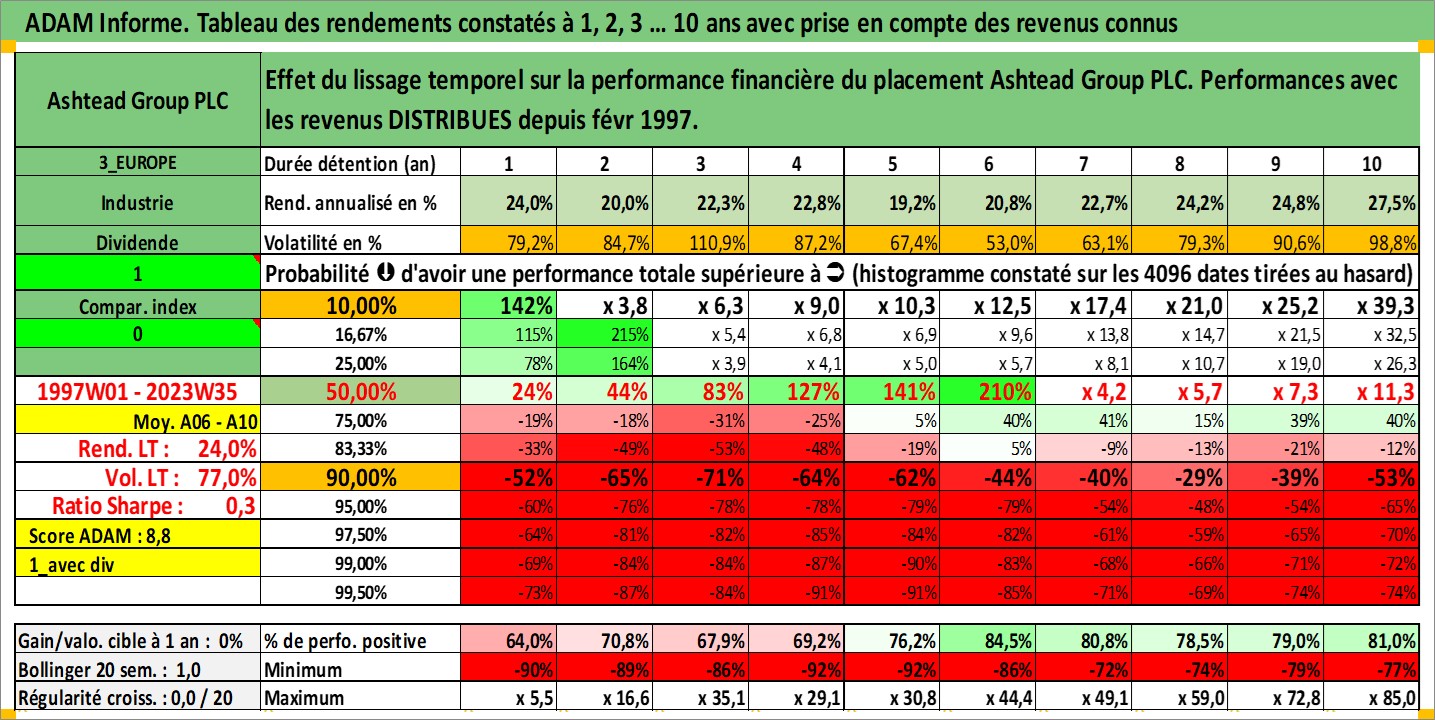 ADAM Informe. Tableau des rendements constatés à 1, 2, 3 ... 10 ans avec prise en compte des revenus connus
Ashtead Group PLC
Effet du lissage temporel sur la performance financière du placement Ashtead Group PLC. Performances avec
les revenus DISTRIBUES depuis févr 1997.
3_EUROPE Durée détention (an) 1 2 3 4 5 6 7 8 9 10
Industrie Rend. annualisé en % 24,0% 20,0% 22,3% 22,8% 19,2% 20,8% 22,7% 24,2% 24,8% 27,5%
Dividende Volatilité en % 79,2% 84,7% 110,9% 87,2% 67,4% 53,0% 63,1% 79,3% 90,6% 98,8%
1 Probabilité ⬇ d'avoir une performance totale supérieure à ➲ (histogramme constaté sur les 4096 dates tirées au hasard)
Compar. index 10,00% 142% x 3,8 x 6,3 x 9,0 x 10,3 x 12,5 x 17,4 x 21,0 x 25,2 x 39,3
0 16,67% 115% 215% x 5,4 x 6,8 x 6,9 x 9,6 x 13,8 x 14,7 x 21,5 x 32,5
25,00% 78% 164% x 3,9 x 4,1 x 5,0 x 5,7 x 8,1 x 10,7 x 19,0 x 26,3
1997W01 - 2023W35 50,00% 24% 44% 83% 127% 141% 210% x 4,2 x 5,7 x 7,3 x 11,3
Moy. A06 - A10 75,00% -19% -18% -31% -25% 5% 40% 41% 15% 39% 40%
Rend. LT : 24,0% 83,33% -33% -49% -53% -48% -19% 5% -9% -13% -21% -12%
Vol. LT : 77,0% 90,00% -52% -65% -71% -64% -62% -44% -40% -29% -39% -53%
Ratio Sharpe : 0,3 95,00% -60% -76% -78% -78% -79% -79% -54% -48% -54% -65%
Score ADAM : 8,8 97,50% -64% -81% -82% -85% -84% -82% -61% -59% -65% -70%
1_avec div 99,00% -69% -84% -84% -87% -90% -83% -68% -66% -71% -72%
99,50% -73% -87% -84% -91% -91% -85% -71% -69% -74% -74%
Gain/valo. cible à 1 an : 0% % de perfo. positive 64,0% 70,8% 67,9% 69,2% 76,2% 84,5% 80,8% 78,5% 79,0% 81,0%
Bollinger 20 sem. : 1,0 Minimum -90% -89% -86% -92% -92% -86% -72% -74% -79% -77%
Régularité croiss. : 0,0 / 20 Maximum x 5,5 x 16,6 x 35,1 x 29,1 x 30,8 x 44,4 x 49,1 x 59,0 x 72,8 x 85,0